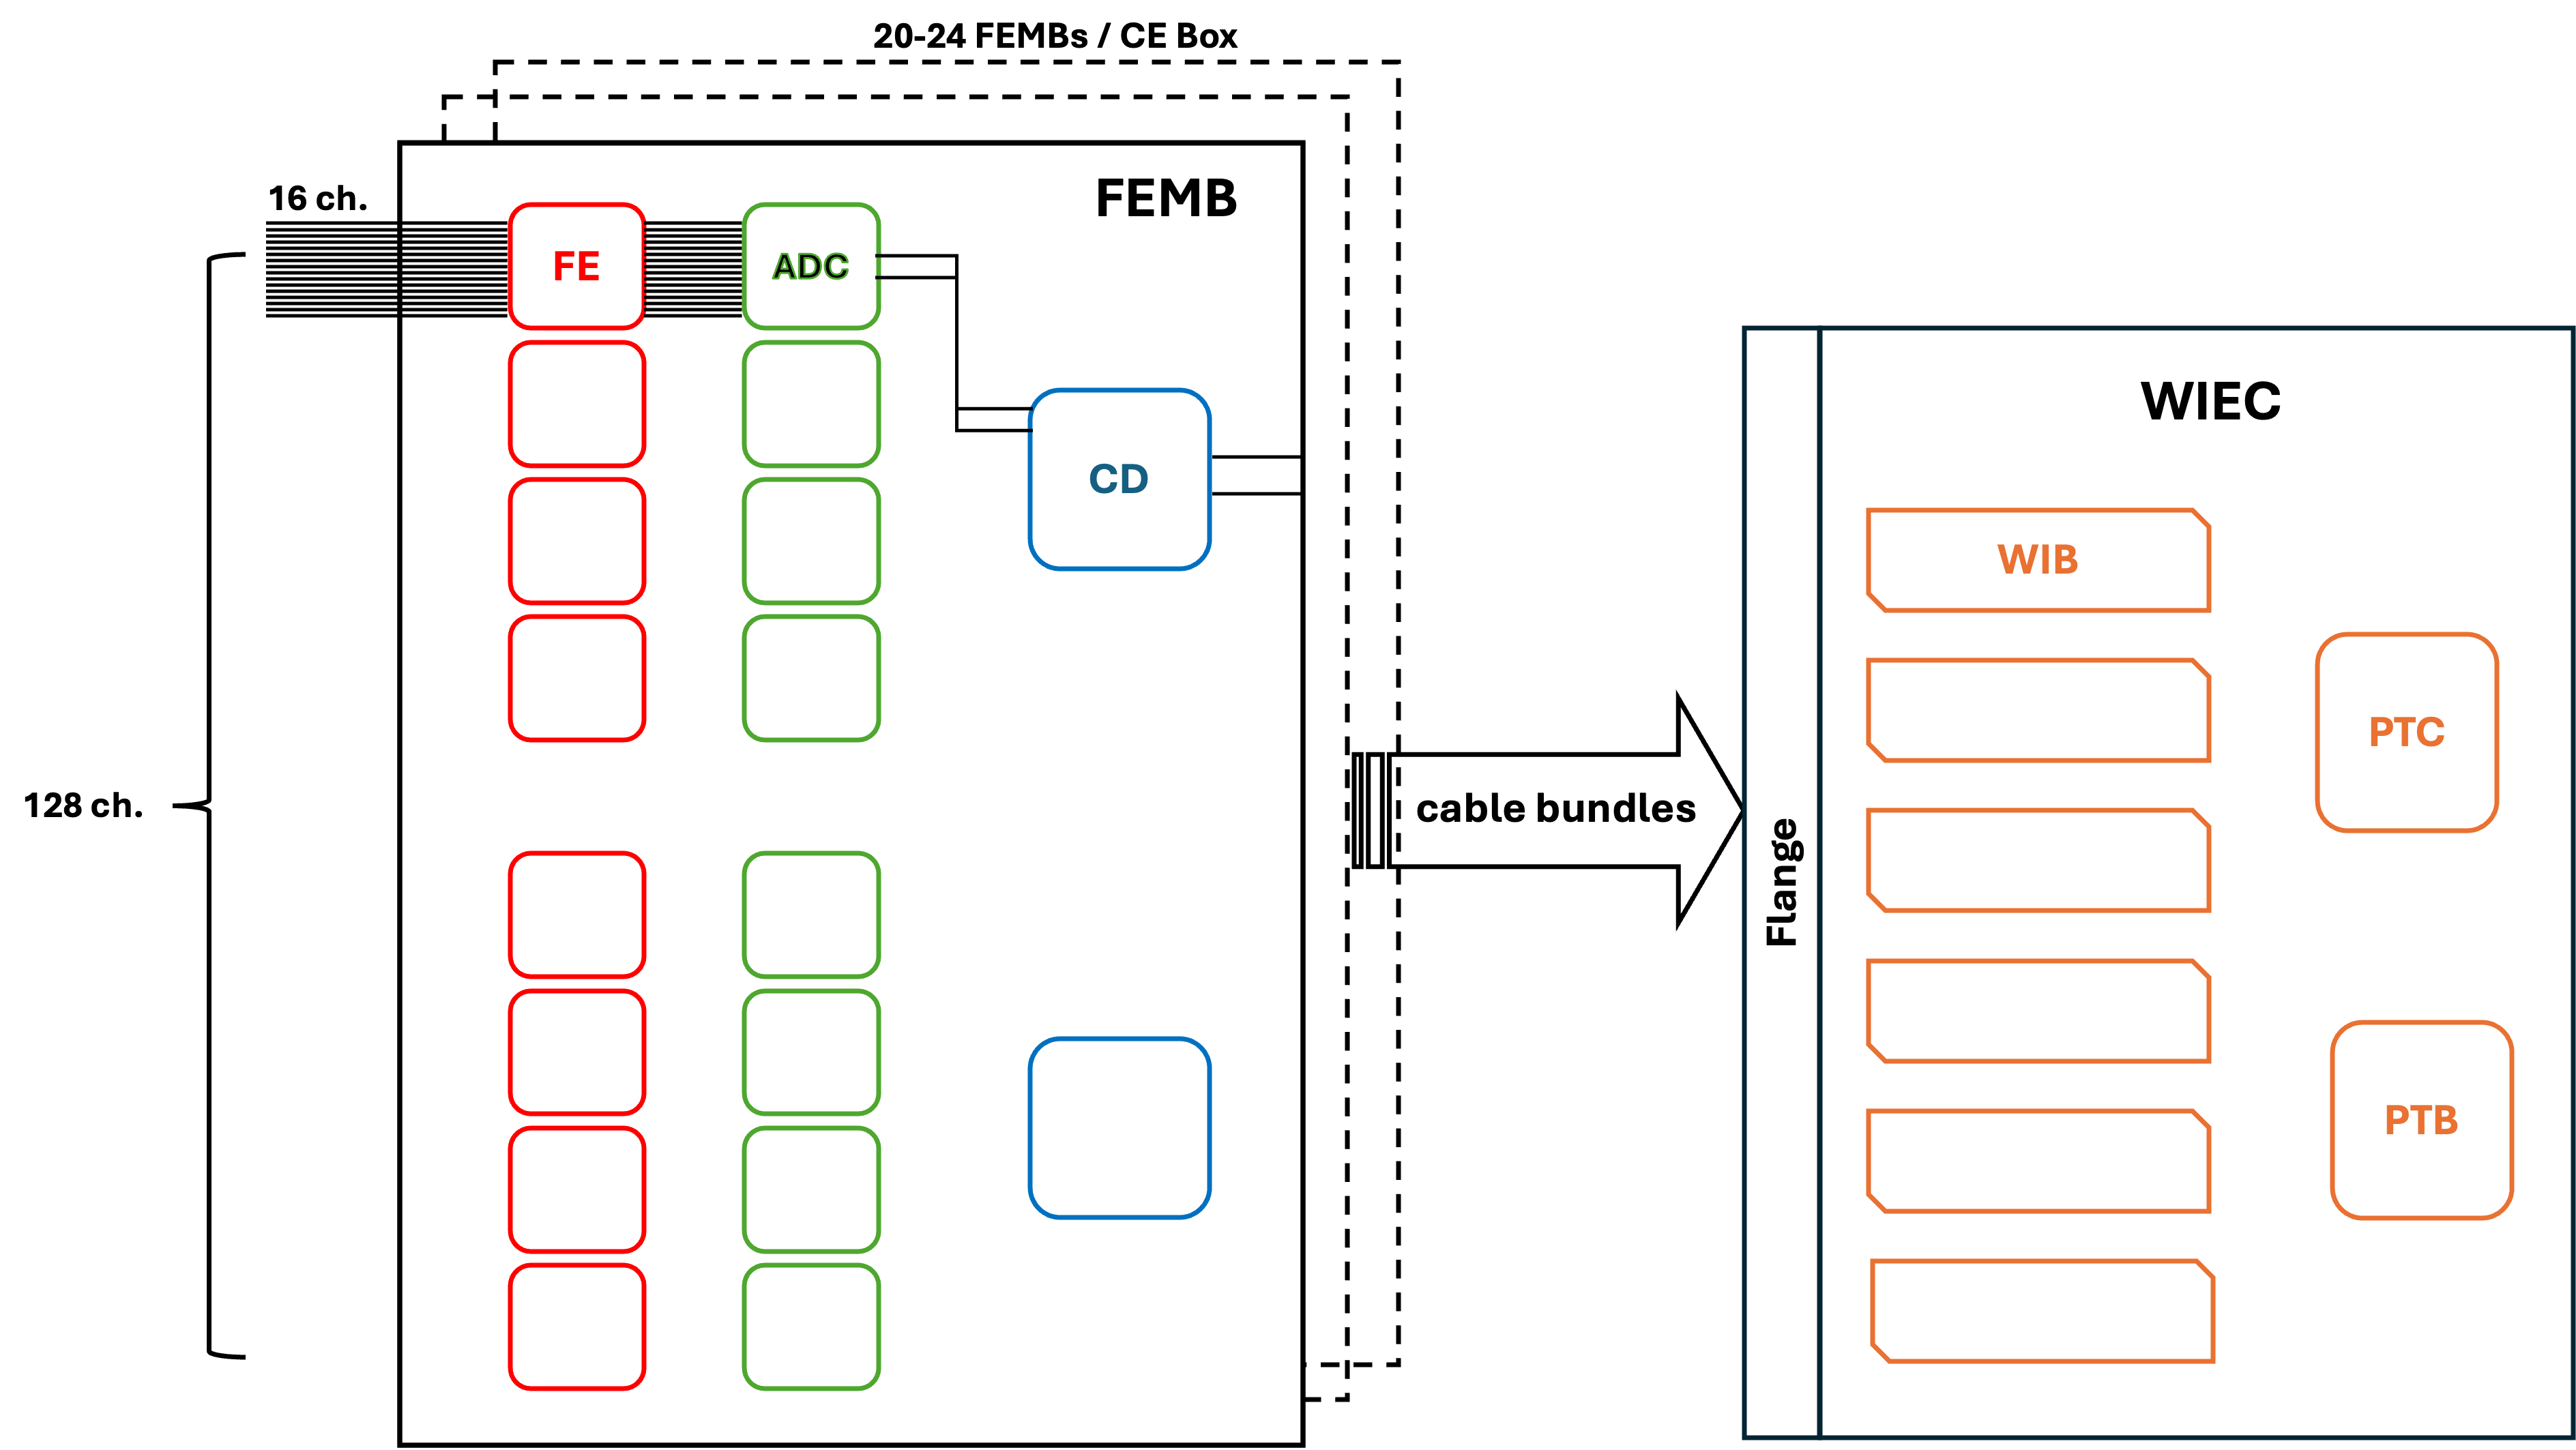 20-24 FEMBs / CE Box
FEMB
16 ch.
FE
ADC
CD
128 ch.
cable bundles
Flange
WIEC
WIB
PTC
PTB